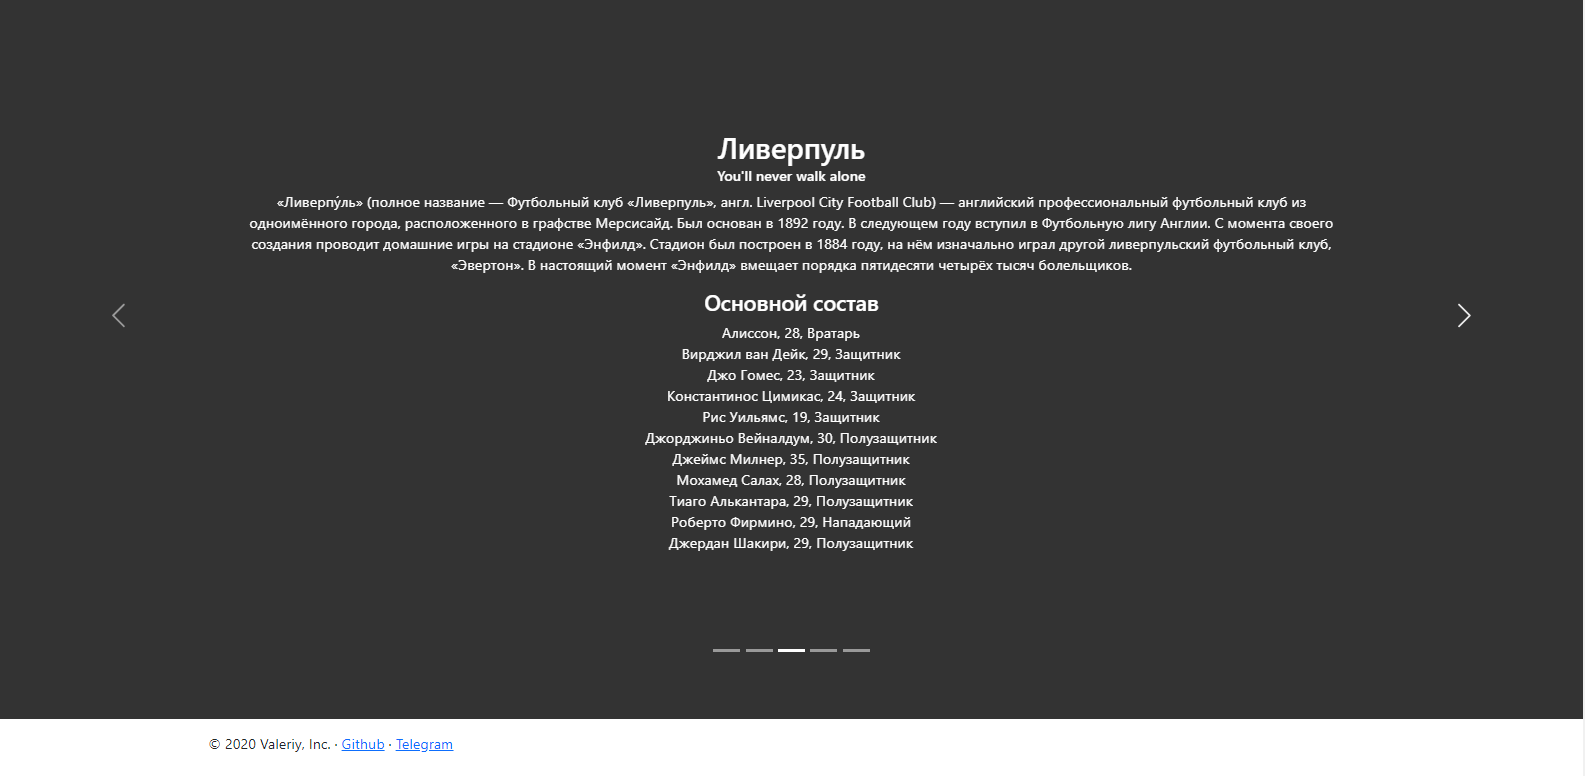 Ливерпуль
You'll never walk alone
«Ливерпу́ль» (полное название — Футбольный клуб «Ливерпуль», англ. Liverpool City Football Club) — английский профессиональный футбольный клуб из
одноимённого города, расположенного в графстве Мерсисайд. Был основан в 1892 году. В следующем году вступил в Футбольную лигу Англии. С момента своего
создания проводит домашние игры на стадионе «Энфилд». Стадион был построен в 1884 году, на нём изначально играл другой ливерпульский футбольный клуб,
«Эвертон». В настоящий момент «Энфилд» вмещает порядка пятидесяти четырёх тысяч болельщиков.
Основной состав
Алиссон, 28, Вратарь
Вирджил ван Дейк, 29, Защитник
Джо Гомес, 23, Защитник
Константинос Цимикас, 24, Защитник
Рис Уильямс, 19, Защитник
Джорджиньо Вейналдум, 30, Полузащитник
Джеймс Милнер, 35, Полузащитник
Мохамед Салах, 28, Полузащитник
Тиаго Алькантара, 29, Полузащитник
Роберто Фирмино, 29, Нападающий
Джердан Шакири, 29, Полузащитник
© 2020 Valeriy, Inc. · Github · Telegram